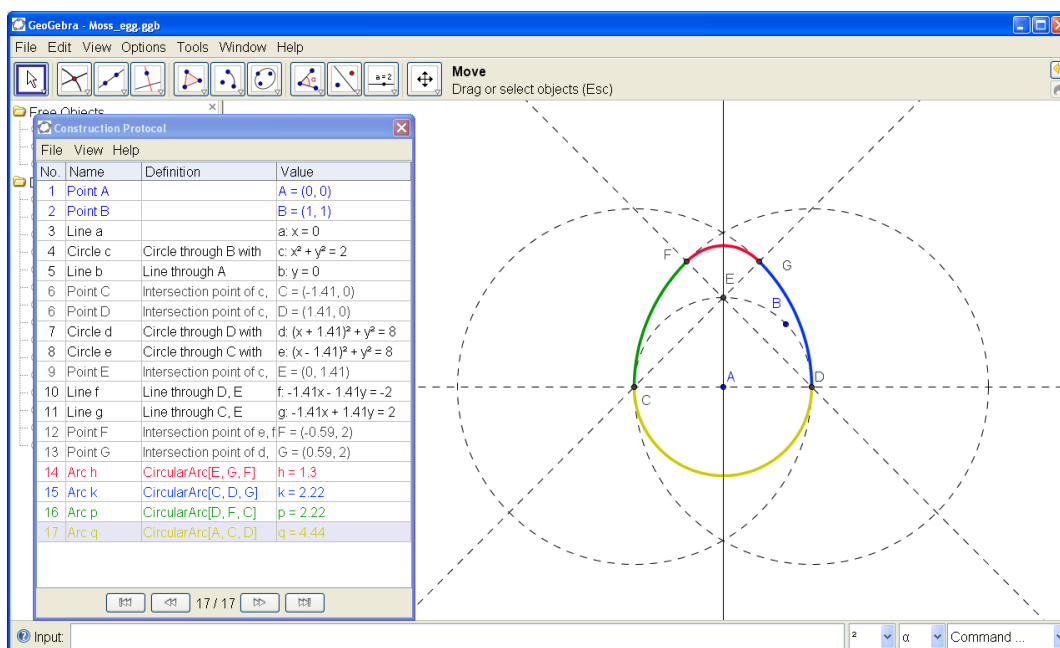 GeoGebra - Moss_egg.ggb
File Edit View Options Tools Window Help
a=2
Move
Drag or select objects (Esc)
Free Objects
Construction Protocol
File View Help
No. Name Definition Value
1 Point A A = (0, 0)
2 Point B B = (1, 1)
3 Line a a: x = 0
4 Circle c Circle through B with c: x² + y² = 2
5 Line b Line through A b: y = 0
6 Point C Intersection point of c, C = (-1.41, 0)
6 Point D Intersection point of c, D = (1.41, 0)
7 Circle d Circle through D with d: (x + 1.41)² + y² = 8
8 Circle e Circle through C with e: (x - 1.41)² + y² = 8
9 Point E Intersection point of c, E = (0, 1.41)
10 Line f Line through D, E f: -1.41x - 1.41y = -2
11 Line g Line through C, E g: -1.41x + 1.41y = 2
12 Point F Intersection point of e, f F = (-0.59, 2)
13 Point G Intersection point of d, G = (0.59, 2)
14 Arc h CircularArc[E, G, F] h = 1.3
15 Arc k CircularArc[C, D, G] k = 2.22
16 Arc p CircularArc[D, F, C] p = 2.22
17 Arc q CircularArc[A, C, D] q = 4.44
17 / 17
F
G
E
B
A
D
C
Input: ² α Command ...